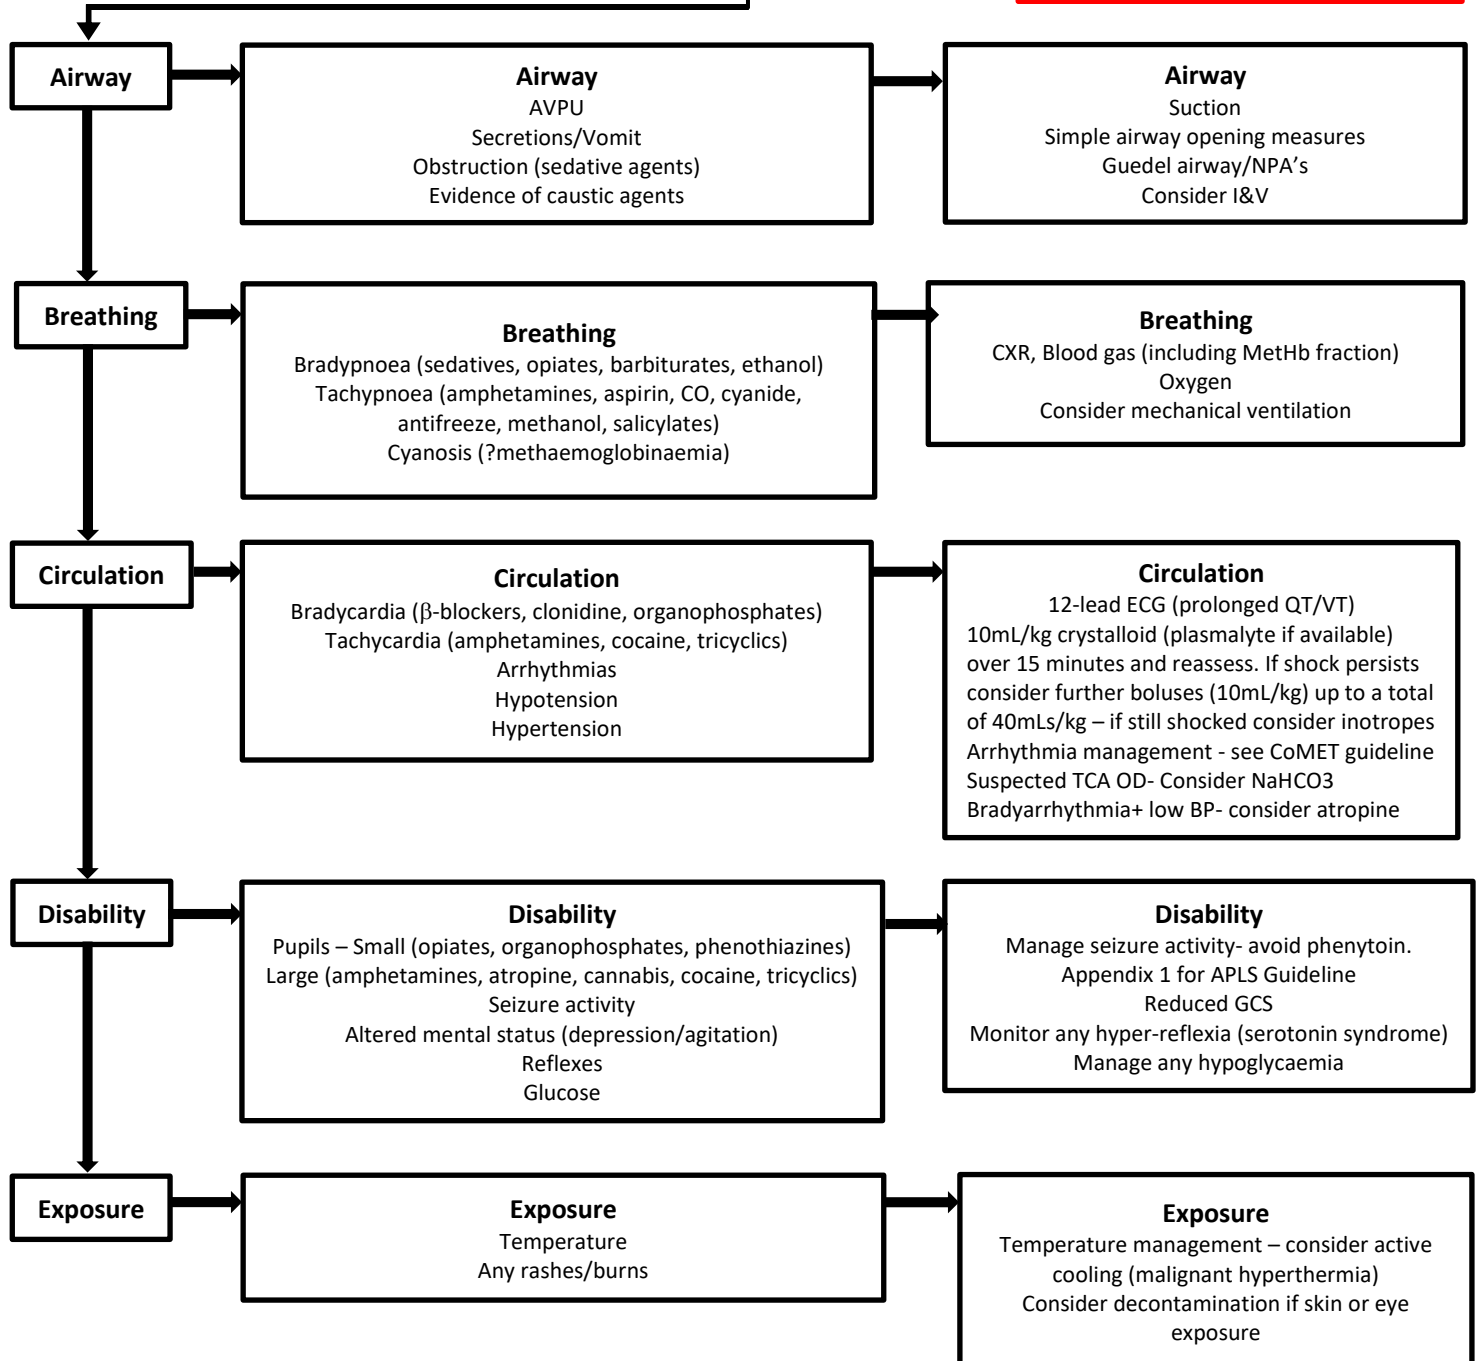 Airway
Airway
AVPU
Secretions/Vomit
Obstruction (sedative agents)
Evidence of caustic agents
Airway
Suction
Simple airway opening measures
Guedel airway/NPA's
Consider I&V
Breathing
Breathing
Bradypnoea (sedatives, opiates, barbiturates, ethanol)
Tachypnoea (amphetamines, aspirin, CO, cyanide,
antifreeze, methanol, salicylates)
Cyanosis (?methaemoglobinaemia)
Breathing
CXR, Blood gas (including MetHb fraction)
Oxygen
Consider mechanical ventilation
Circulation
Circulation
Bradycardia (β-blockers, clonidine, organophosphates)
Tachycardia (amphetamines, cocaine, tricyclics)
Arrhythmias
Hypotension
Hypertension
Circulation
12-lead ECG (prolonged QT/VT)
10mL/kg crystalloid (plasmalyte if available)
over 15 minutes and reassess. If shock persists
consider further boluses (10mL/kg) up to a total
of 40mLs/kg – if still shocked consider inotropes
Arrhythmia management - see CoMET guideline
Suspected TCA OD- Consider NaHCO3
Bradyarrhythmia+ low BP- consider atropine
Disability
Disability
Pupils – Small (opiates, organophosphates, phenothiazines)
Large (amphetamines, atropine, cannabis, cocaine, tricyclics)
Seizure activity
Altered mental status (depression/agitation)
Reflexes
Glucose
Disability
Manage seizure activity- avoid phenytoin.
Appendix 1 for APLS Guideline
Reduced GCS
Monitor any hyper-reflexia (serotonin syndrome)
Manage any hypoglycaemia
Exposure
Exposure
Temperature
Any rashes/burns
Exposure
Temperature management – consider active
cooling (malignant hyperthermia)
Consider decontamination if skin or eye
exposure